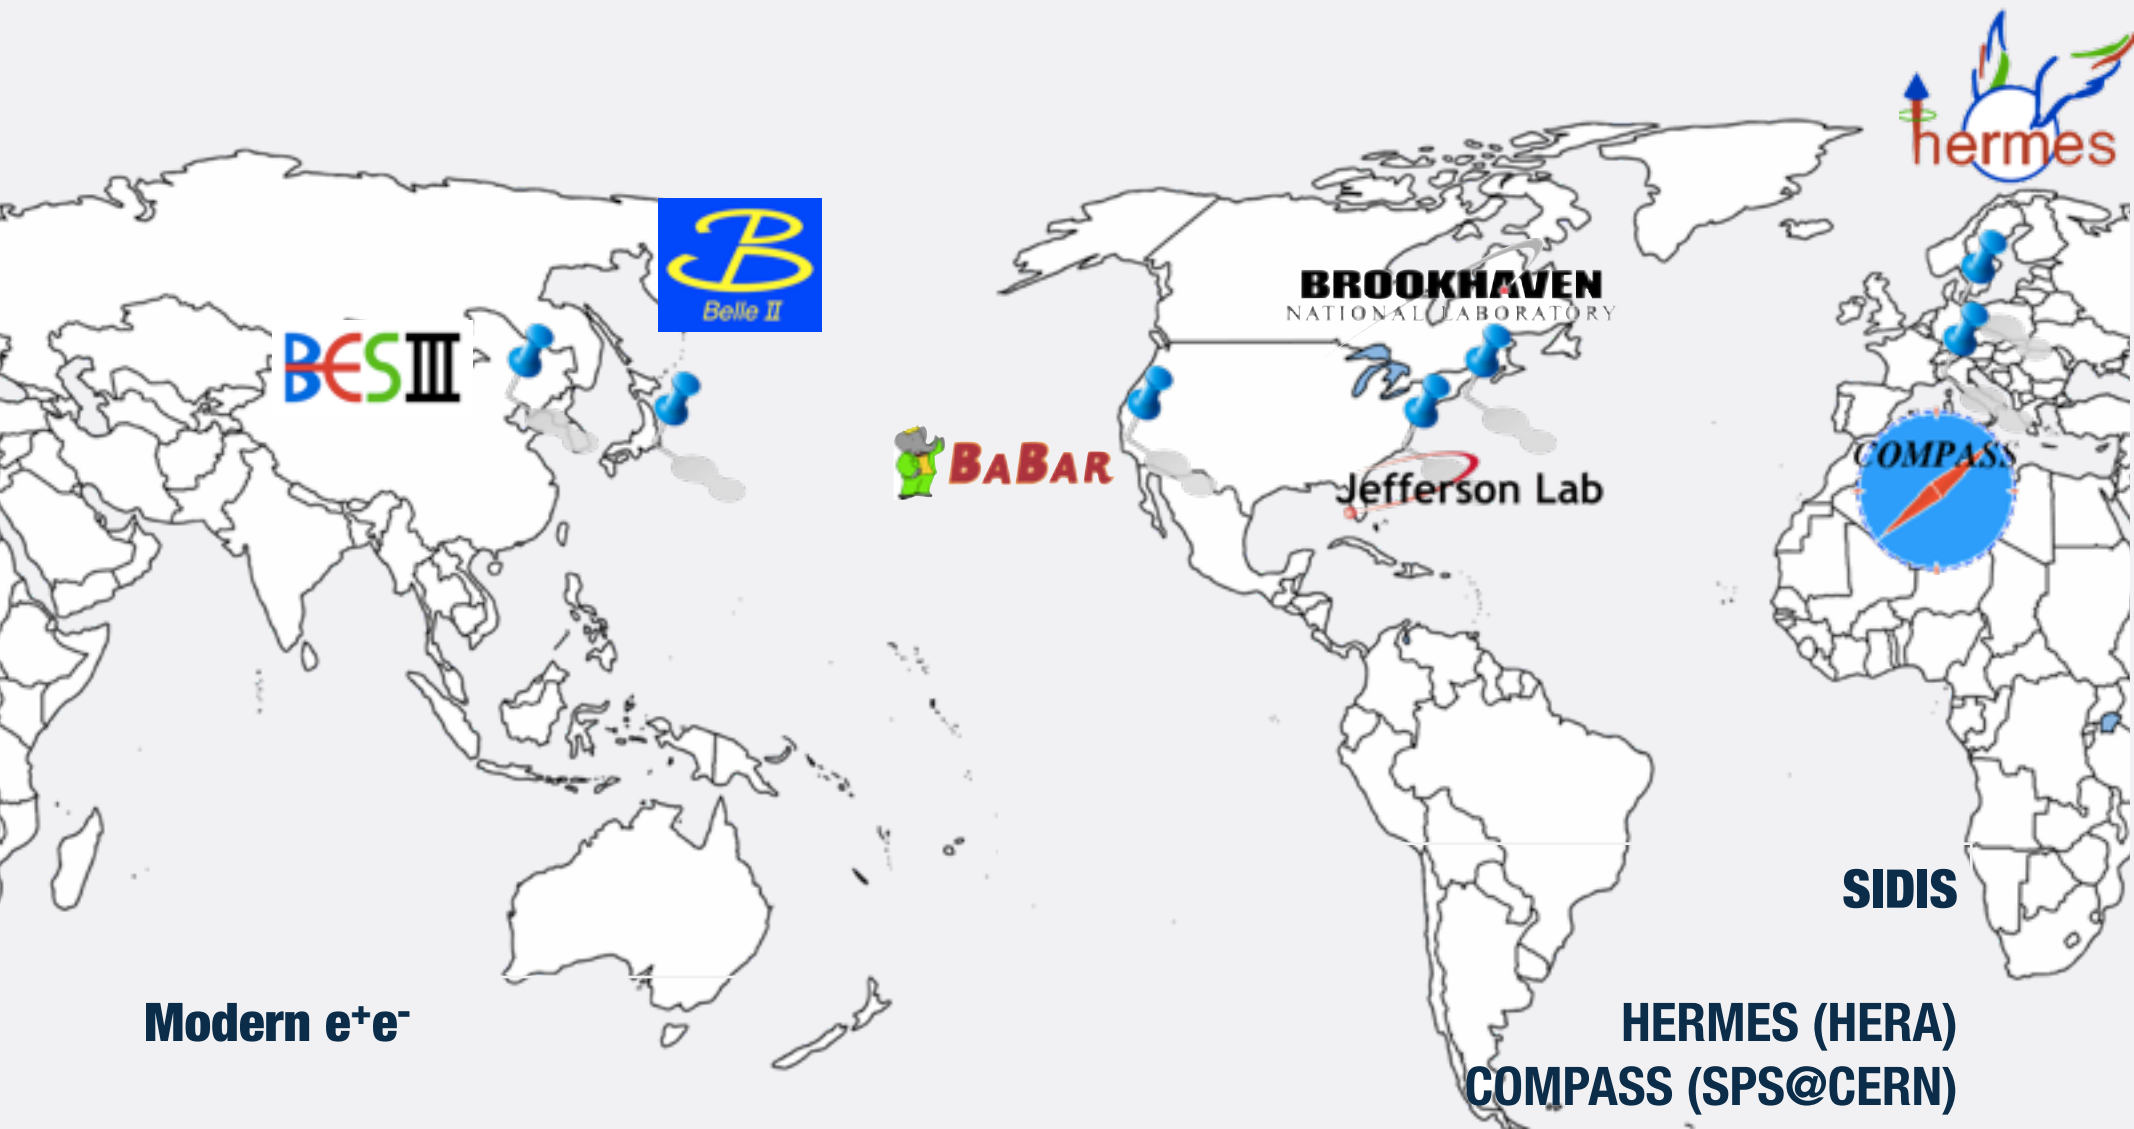 hermes
Belle II
BROOKHAVEN
NATIONAL LABORATORY
BESIII
BABAR
COMPASS
Jefferson Lab
SIDIS
Modern e⁺e⁻
HERMES (HERA)
COMPASS (SPS@CERN)